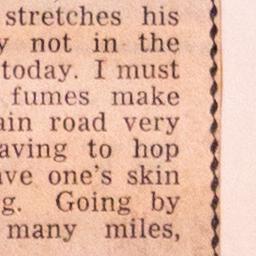 stretches his
y not in the
today. I must
fumes make
ain road very
aving to hop
ave one's skin
g. Going by
many miles,